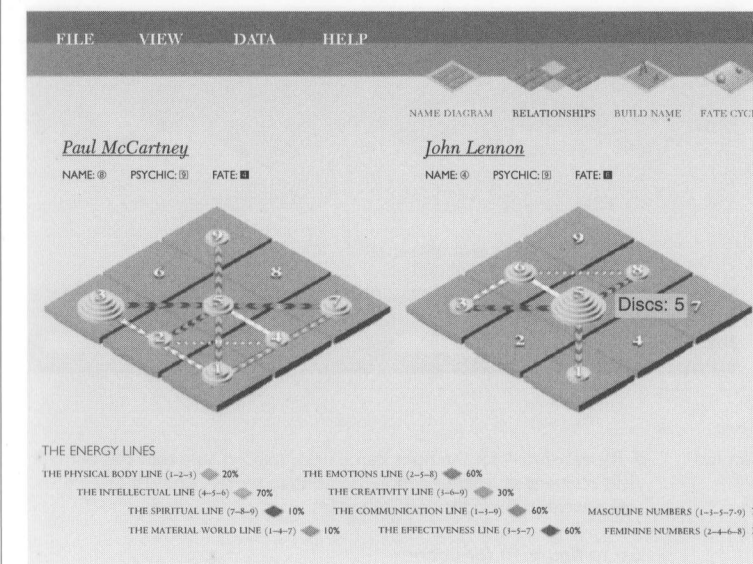 FILE VIEW DATA HELP
NAME DIAGRAM RELATIONSHIPS BUILD NAME FATE CYC
Paul McCartney John Lennon
NAME: ⑧ PSYCHIC: 9 FATE: NAME: ④ PSYCHIC: 9 FATE:
9 9
6 8 8
3 5 7 3 Discs: 5 7
2 4 2 4
1 1
THE ENERGY LINES
THE PHYSICAL BODY LINE (1–2–3) 20% THE EMOTIONS LINE (2–5–8) 60%
THE INTELLECTUAL LINE (4–5–6) 70% THE CREATIVITY LINE (3–6–9) 30%
THE SPIRITUAL LINE (7–8–9) 10% THE COMMUNICATION LINE (1–5–9) 60% MASCULINE NUMBERS (1–3–5–7–9)
THE MATERIAL WORLD LINE (1–4–7) 10% THE EFFECTIVENESS LINE (3–5–7) 60% FEMININE NUMBERS (2–4–6–8)